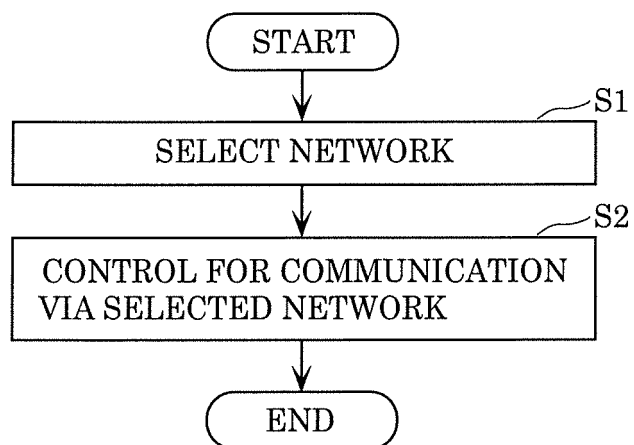 START
S1
SELECT NETWORK
S2
CONTROL FOR COMMUNICATION
VIA SELECTED NETWORK
END